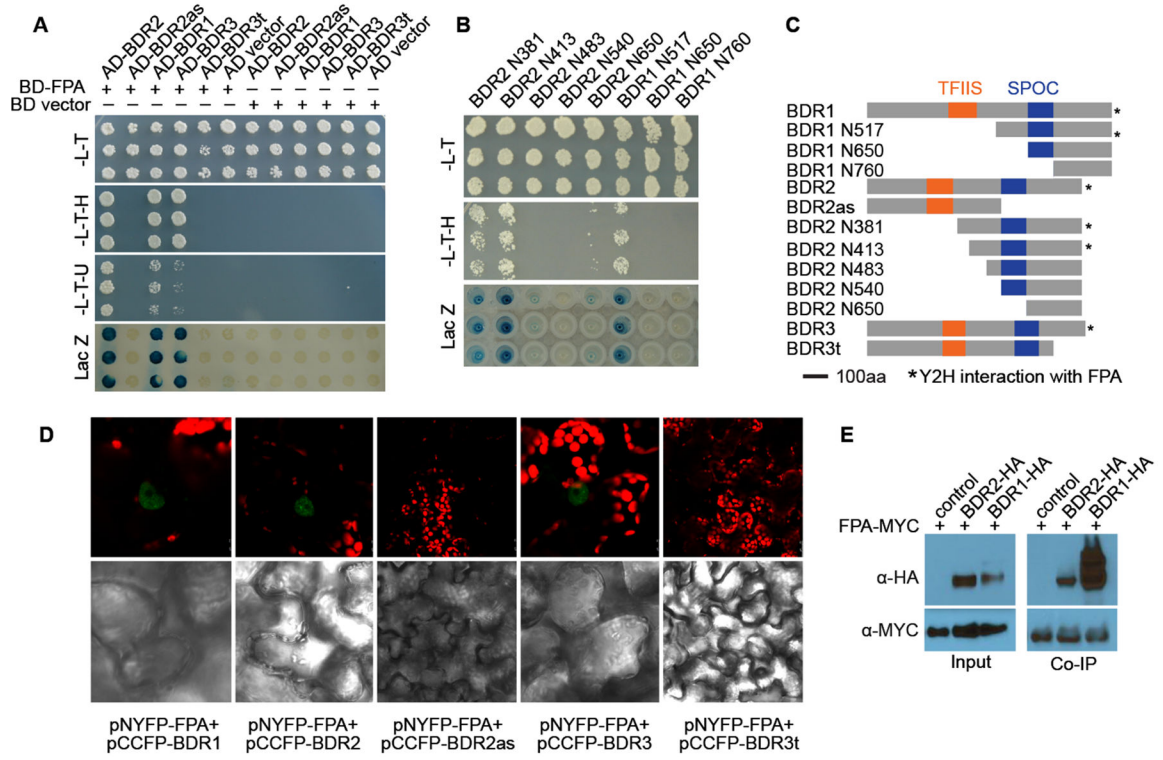 A
AD-BDR2
AD-BDR2as
AD-BDR1
AD-BDR3
AD-BDR3t
AD vector
AD-BDR2
AD-BDR2as
AD-BDR1
AD-BDR3
AD-BDR3t
AD vector
BD-FPA + + + + + + − − − − − −
BD vector − − − − − − + + + + + +
-L-T
-L-T-H
-L-T-U
Lac Z
B
BDR2 N381
BDR2 N413
BDR2 N483
BDR2 N540
BDR2 N650
BDR1 N517
BDR1 N650
BDR1 N760
-L-T
-L-T-H
Lac Z
C
TFIIS SPOC
BDR1 *
BDR1 N517 *
BDR1 N650
BDR1 N760
BDR2 *
BDR2as
BDR2 N381 *
BDR2 N413 *
BDR2 N483
BDR2 N540
BDR2 N650
BDR3 *
BDR3t
100aa *Y2H interaction with FPA
D
pNYFP-FPA+
pCCFP-BDR1
pNYFP-FPA+
pCCFP-BDR2
pNYFP-FPA+
pCCFP-BDR2as
pNYFP-FPA+
pCCFP-BDR3
pNYFP-FPA+
pCCFP-BDR3t
E
control
BDR2-HA
BDR1-HA
control
BDR2-HA
BDR1-HA
FPA-MYC + + + + + +
α-HA
α-MYC
Input Co-IP